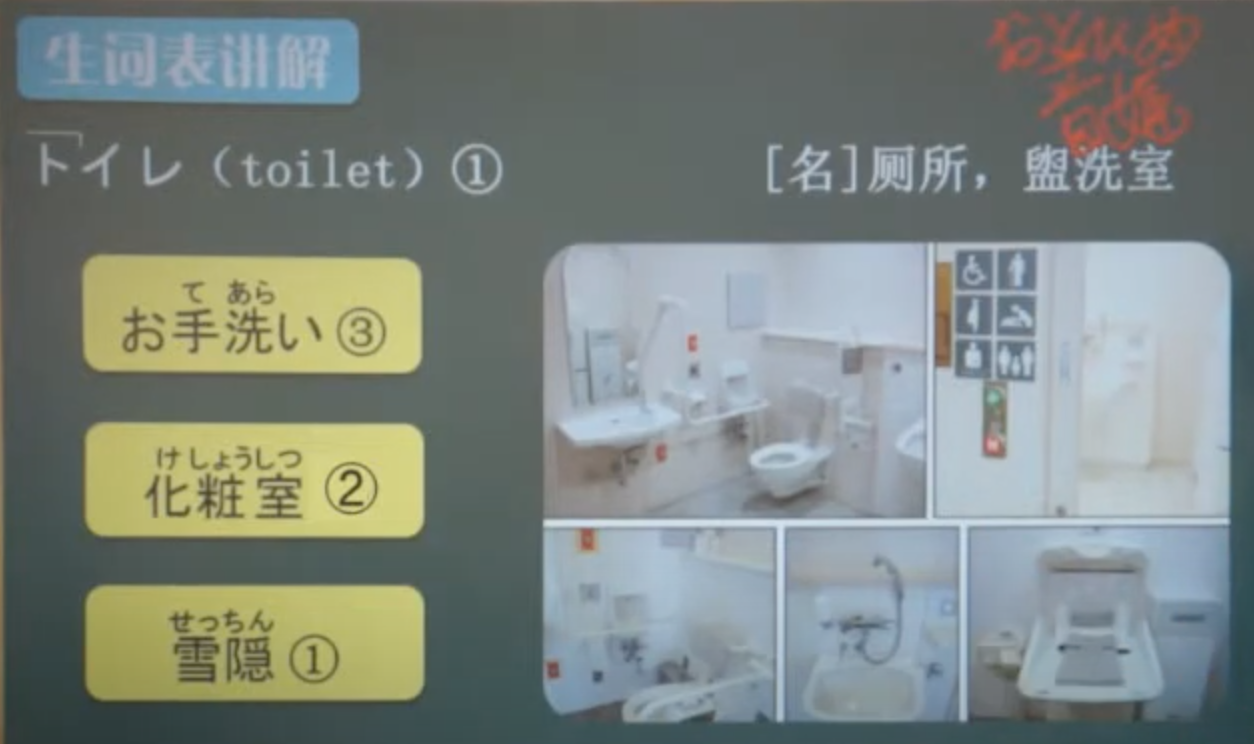 生词表讲解
トイレ（toilet）①
[名]厕所，盥洗室
て あら
お手洗い③
けしょうしつ
化粧室②
せっちん
雪隠①